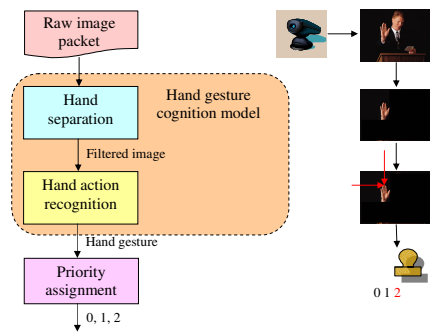 Raw image
packet
Hand
separation
Hand gesture
cognition model
Filtered image
Hand action
recognition
Hand gesture
Priority
assignment
0, 1, 2
0 1 2